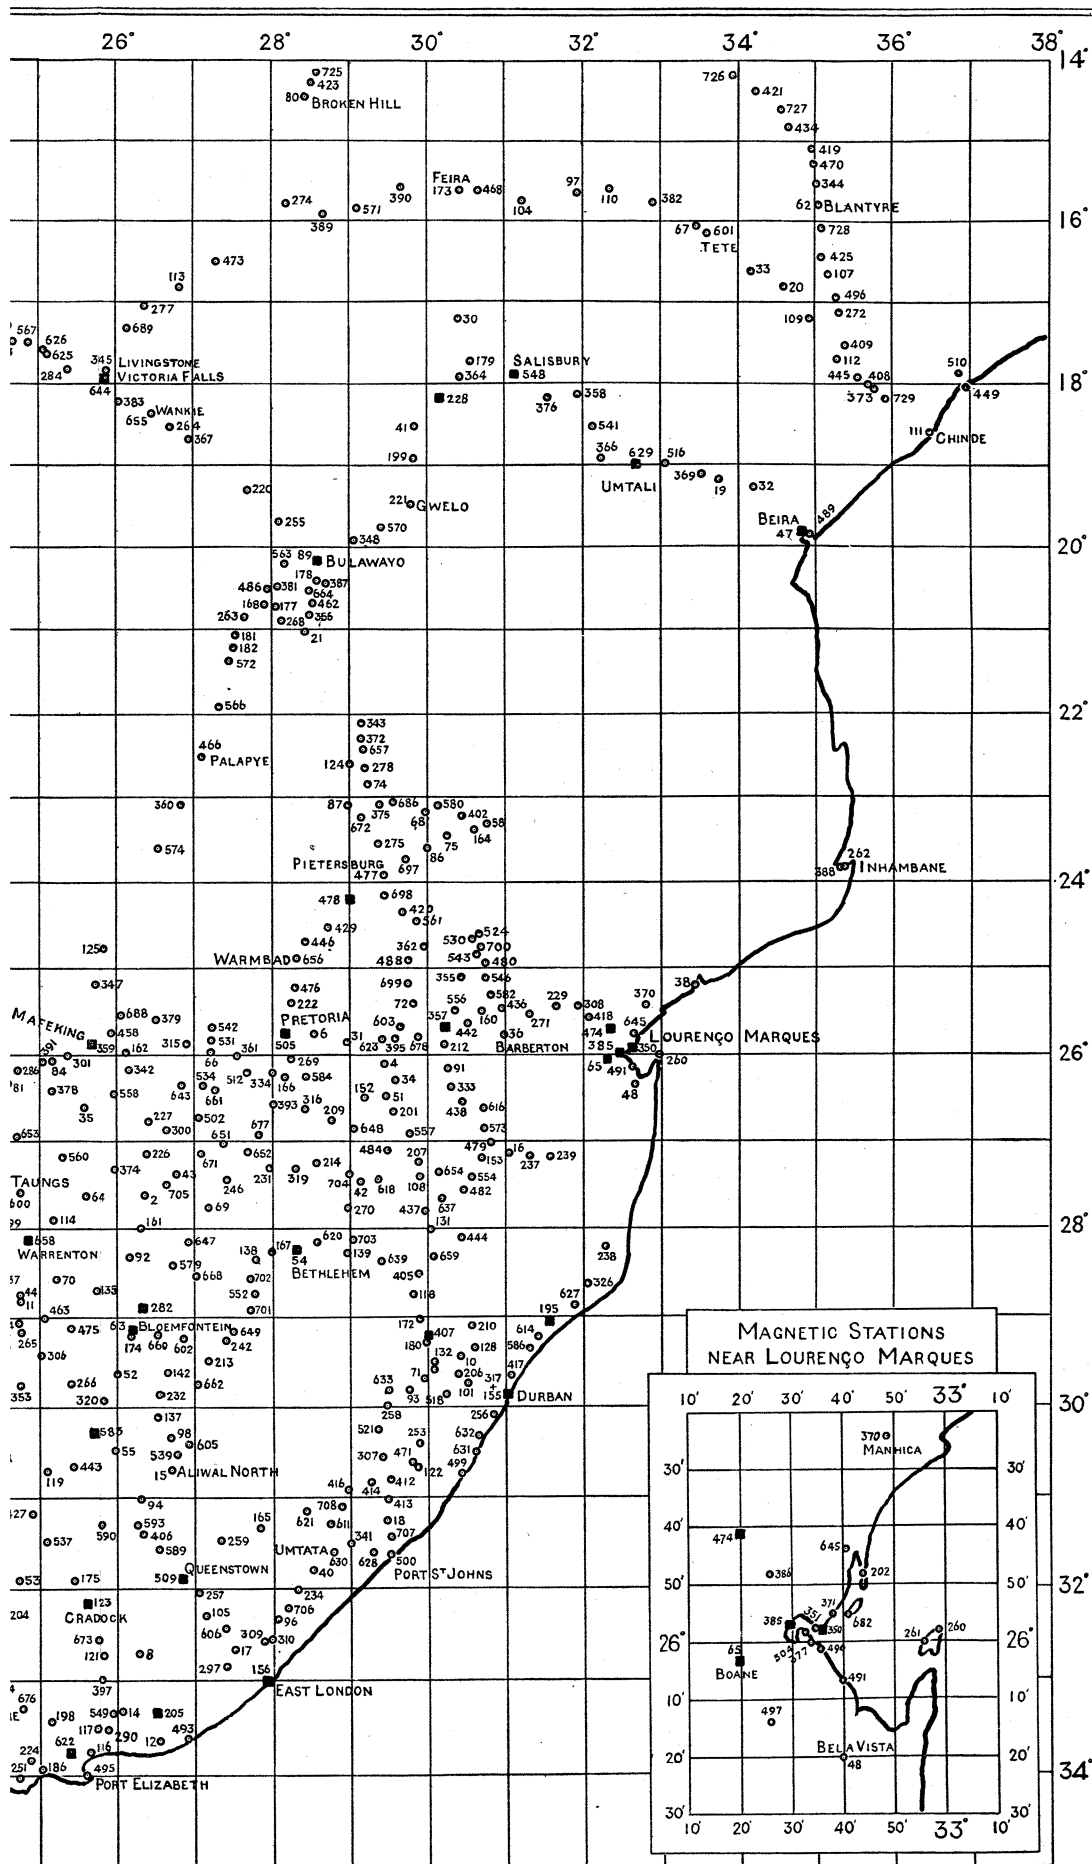 26° 28° 30° 32° 34° 36° 38°
14°
725
423
80 BROKEN HILL
726
421
727
434
419
470
344
62 BLANTYRE
FEIRA
173 468
390
97
110
382
274
389
571
104
16°
67 601
TETE
728
425
107
33
20
496
272
109
473
113
277
689
30
567
626
625
284
345 LIVINGSTONE
VICTORIA FALLS
644
179
364
SALISBURY
548
409
112
445 408
373 729
510
449
18°
383
WANKIE
655 264
367
228
376
358
541
41
199
366
629
516
UMTALI
369
19
32
111 CHINDE
220
221 GWELO
255
570
348
BEIRA
47
489
20°
563 89 BULAWAYO
178 387
486 381 664
168 177 462
263 268 356
181 21
182
572
566
22°
343
372
657
124 278
74
466
PALAPYE
360
87 375 686 580
68 402 58
672 164
574
275 75
86
PIETERSBURG 697
477
262
388 INHAMBANE
24°
478 698
420
561
429
446
530 524
362 700
543
125
WARMBAD 656
488 480
347
699 355 546
476 582
222 72 556 436 229 308
370
38
688 379
PRETORIA
357 160 271 418
MAFEKING
458 542
505 6 603 442 36 474 645
LOURENÇO MARQUES
391 359 315 531
31 623 395 678 212 BARBERTON 385 350
260
26°
84 301 162 66 361
269 4 91 65 491
286 342 512 334
166 584 34 333 48
81 378 558 643 534 661
393 316 152 51 438 616
35 227 502 209 201
653 300 677 648 557 573
651 484 479
560 226 671 652 207 153 16 237 239
374 43 231 319 214 704 618 654 554
TAUNGS
600 64 2 705 246 42 108 482
69 637
99 114 161 270 437 131
28°
658 647 138 167 620 703 444
WARRENTON 92 579 54 139 639 659 238
BETHLEHEM
37 70 135 668 702 405
44 552 118 326
11 282 701 627
463 63 BLOEMFONTEIN 172 195
475 174 660 602 649 407 210 614
265 242 180 128 586
306 213 132 10 417
52 142 662 71 206 317
353 266 232 633 101
320 93 518 155 DURBAN
30°
137 258 256
585 98 521 253 632
55 605 471 631
539 307
443 15 ALIWAL NORTH 122 499
119 416 414 412
94 708 413
427 593 165 621 611 18
590 406 341 707
537 589 259 UMTATA 630 628 500
QUEENSTOWN 40 PORT ST JOHNS
53 175 509
257 234
32°
123 706
204 CRADOCK 105 96
673 606 309 310
121 8 17
297
397 156 EAST LONDON
676 549 14 205
198 117 290 12 493
622 116
224 186 495
251 PORT ELIZABETH
34°
MAGNETIC STATIONS
NEAR LOURENÇO MARQUES
10' 20' 30' 40' 50' 33° 10'
370
MANHICA
30' 30'
40' 40'
474 645
386 202
50' 50'
371
385 351 350 682
504 377 490 261 260
26° 26°
65
BOANE
491
10' 10'
497
BELA VISTA
48
20' 20'
30' 30'
10' 20' 30' 40' 50' 33° 10'